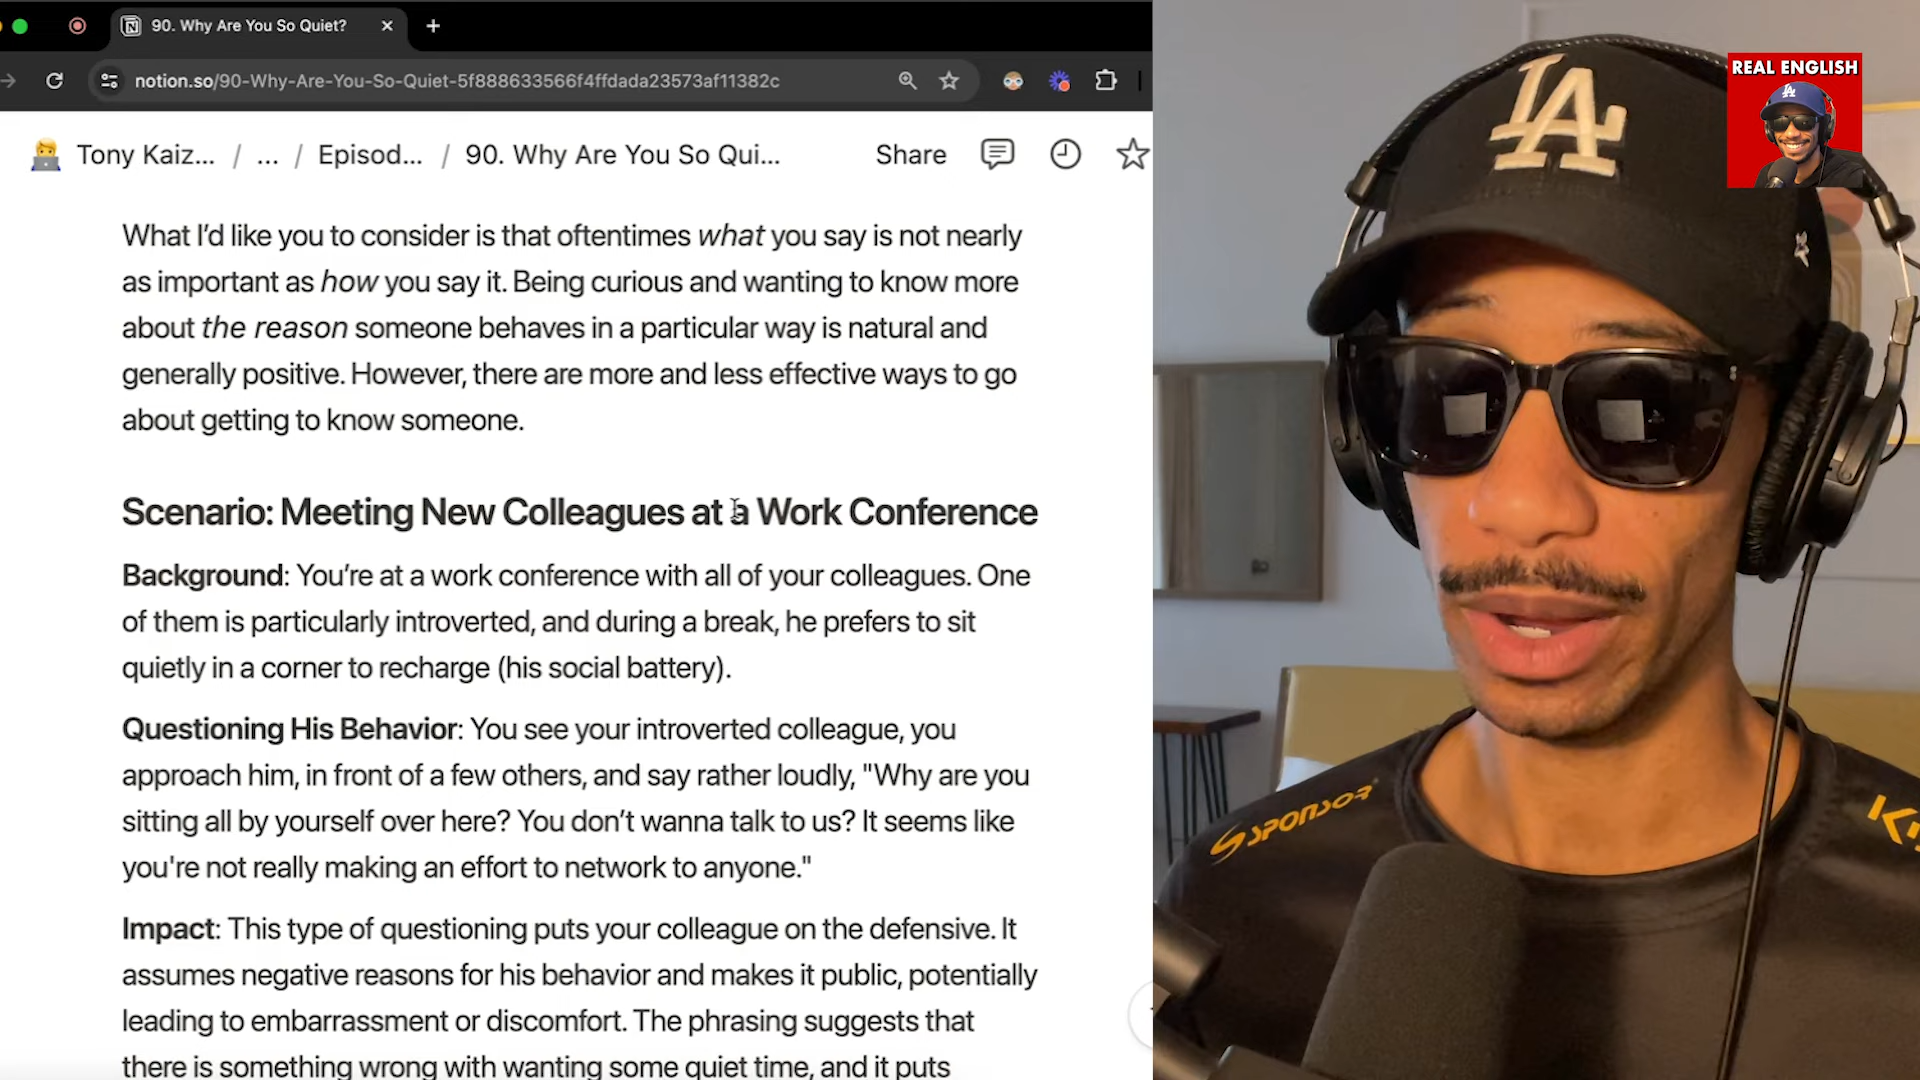 90. Why Are You So Quiet?
notion.so/90-Why-Are-You-So-Quiet-5f888633566f4ffdada23573af11382c
Tony Kaiz... / ... / Episod... / 90. Why Are You So Qui... Share
What I'd like you to consider is that oftentimes what you say is not nearly
as important as how you say it. Being curious and wanting to know more
about the reason someone behaves in a particular way is natural and
generally positive. However, there are more and less effective ways to go
about getting to know someone.
Scenario: Meeting New Colleagues at a Work Conference
Background: You're at a work conference with all of your colleagues. One
of them is particularly introverted, and during a break, he prefers to sit
quietly in a corner to recharge (his social battery).
Questioning His Behavior: You see your introverted colleague, you
approach him, in front of a few others, and say rather loudly, "Why are you
sitting all by yourself over here? You don't wanna talk to us? It seems like
you're not really making an effort to network to anyone."
Impact: This type of questioning puts your colleague on the defensive. It
assumes negative reasons for his behavior and makes it public, potentially
leading to embarrassment or discomfort. The phrasing suggests that
there is something wrong with wanting some quiet time, and it puts
REAL ENGLISH
LA
LA
SPONSOR